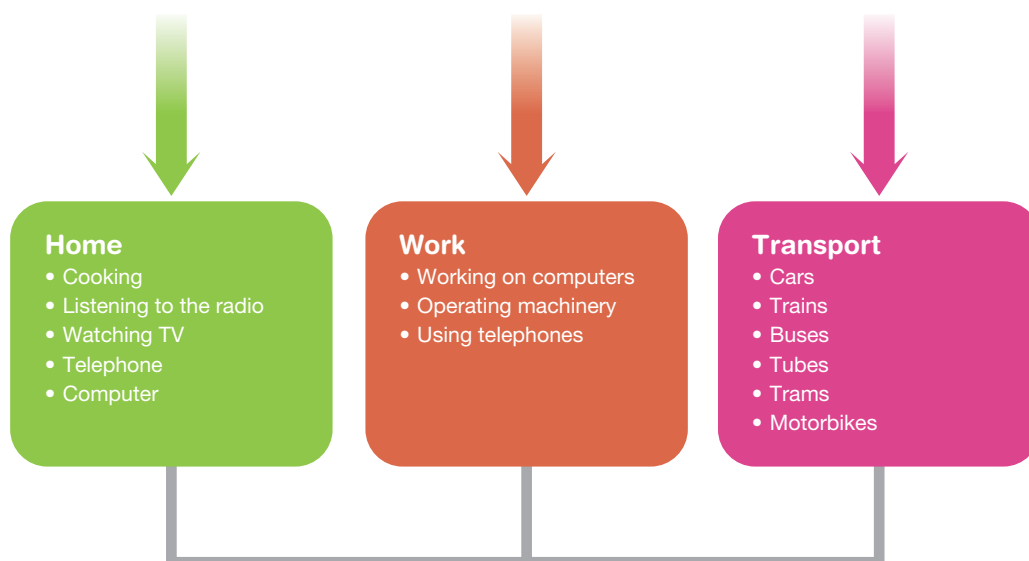 Home
• Cooking
• Listening to the radio
• Watching TV
• Telephone
• Computer
Work
• Working on computers
• Operating machinery
• Using telephones
Transport
• Cars
• Trains
• Buses
• Tubes
• Trams
• Motorbikes